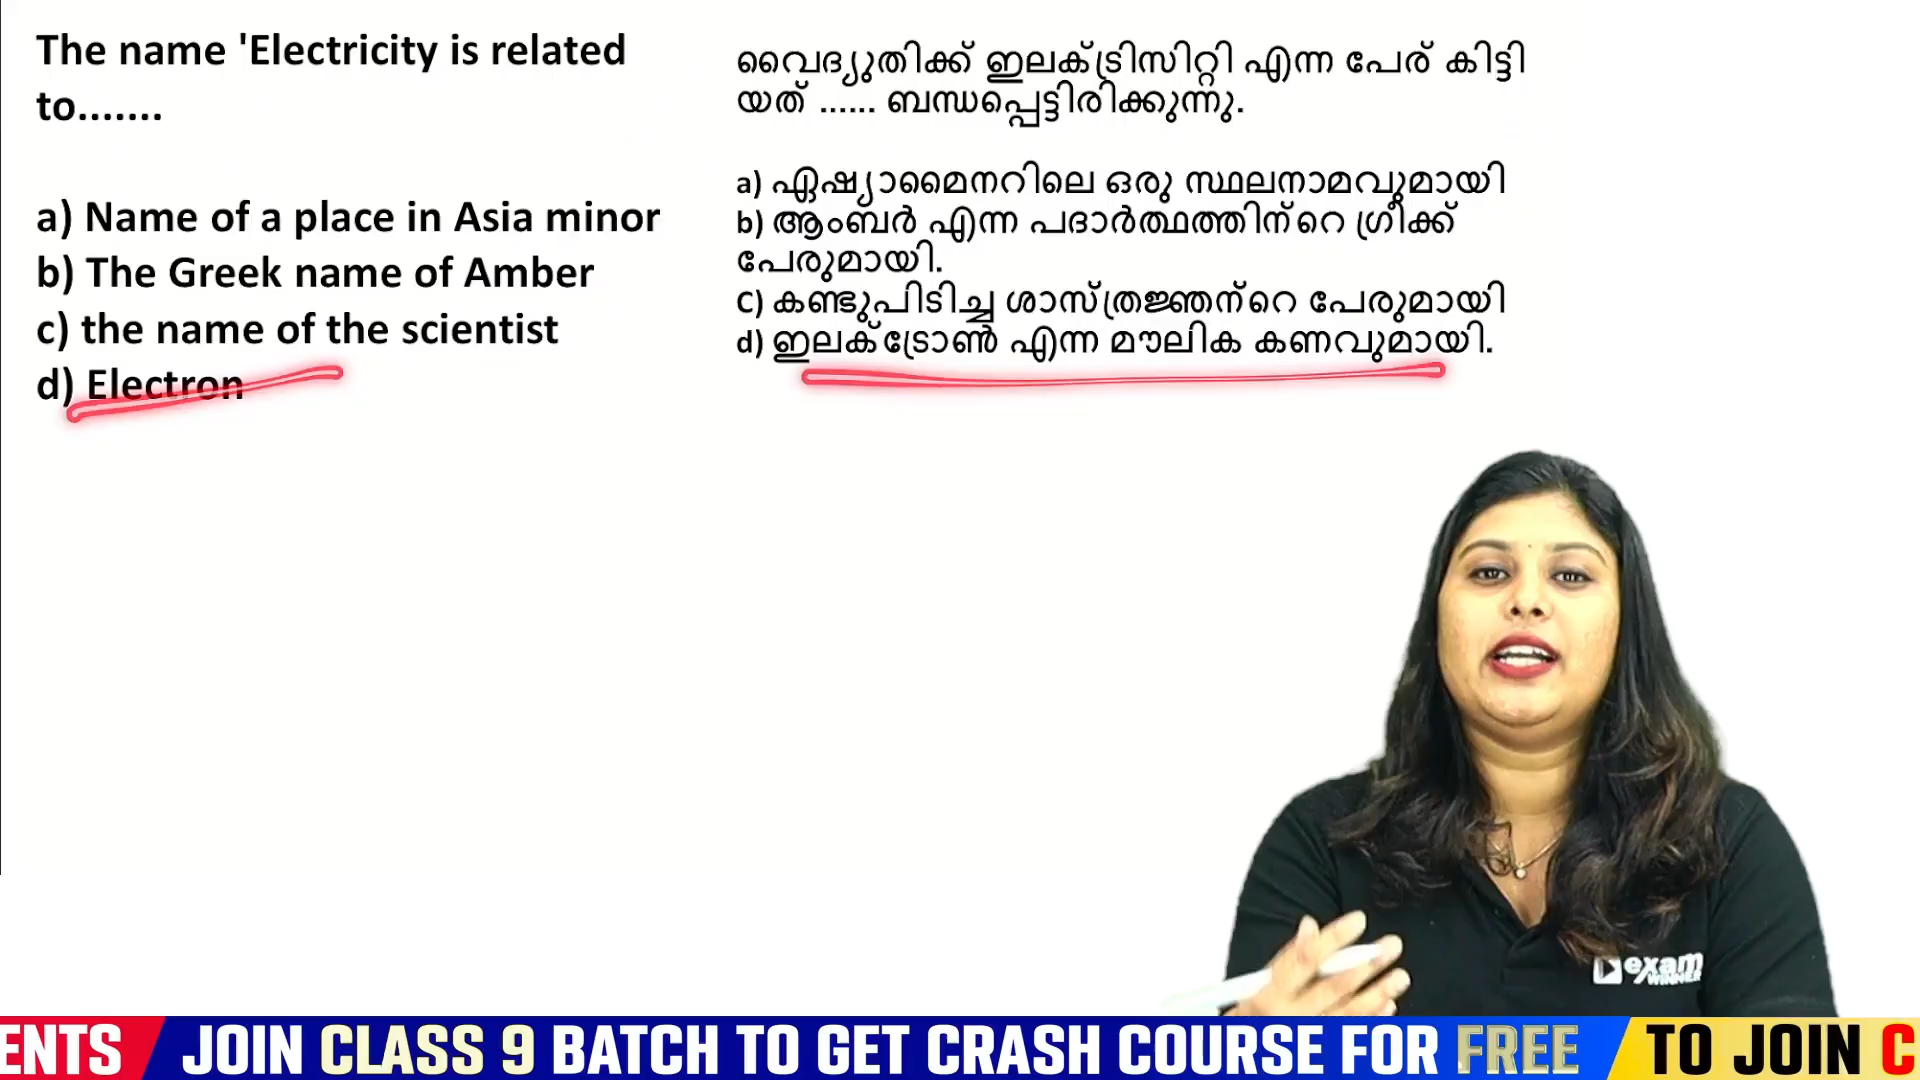 The name 'Electricity is related
to.......
a) Name of a place in Asia minor
b) The Greek name of Amber
c) the name of the scientist
d) Electron
വൈദ്യുതിക്ക് ഇലക്ട്രിസിറ്റി എന്ന പേര് കിട്ടി
യത് ...... ബന്ധപ്പെട്ടിരിക്കുന്നു.
a) ഏഷ്യാമൈനറിലെ ഒരു സ്ഥലനാമവുമായി
b) ആംബർ എന്ന പദാർത്ഥത്തിന്റെ ഗ്രീക്ക്
പേരുമായി.
C) കണ്ടുപിടിച്ച ശാസ്ത്രജ്ഞന്റെ പേരുമായി
d) ഇലക്ട്രോൺ എന്ന മൗലിക കണവുമായി.
exam
WINNER
ENTS JOIN CLASS 9 BATCH TO GET CRASH COURSE FOR FREE TO JOIN C